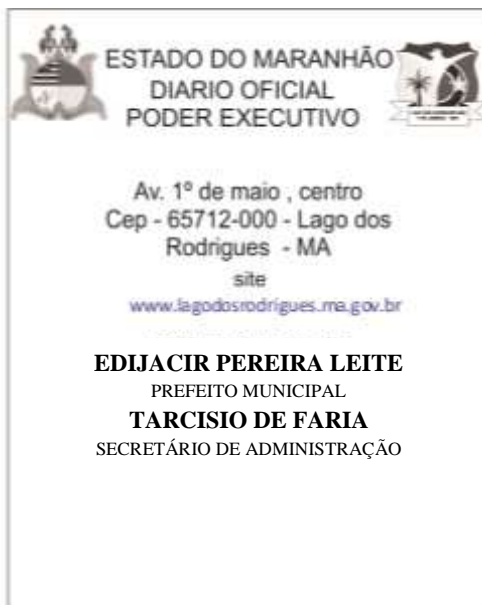 ESTADO DO MARANHÃO
DIARIO OFICIAL
PODER EXECUTIVO
Av. 1º de maio , centro
Cep - 65712-000 - Lago dos
Rodrigues - MA
site
www.lagodosrodrigues.ma.gov.br
EDIJACIR PEREIRA LEITE
PREFEITO MUNICIPAL
TARCISIO DE FARIA
SECRETÁRIO DE ADMINISTRAÇÃO